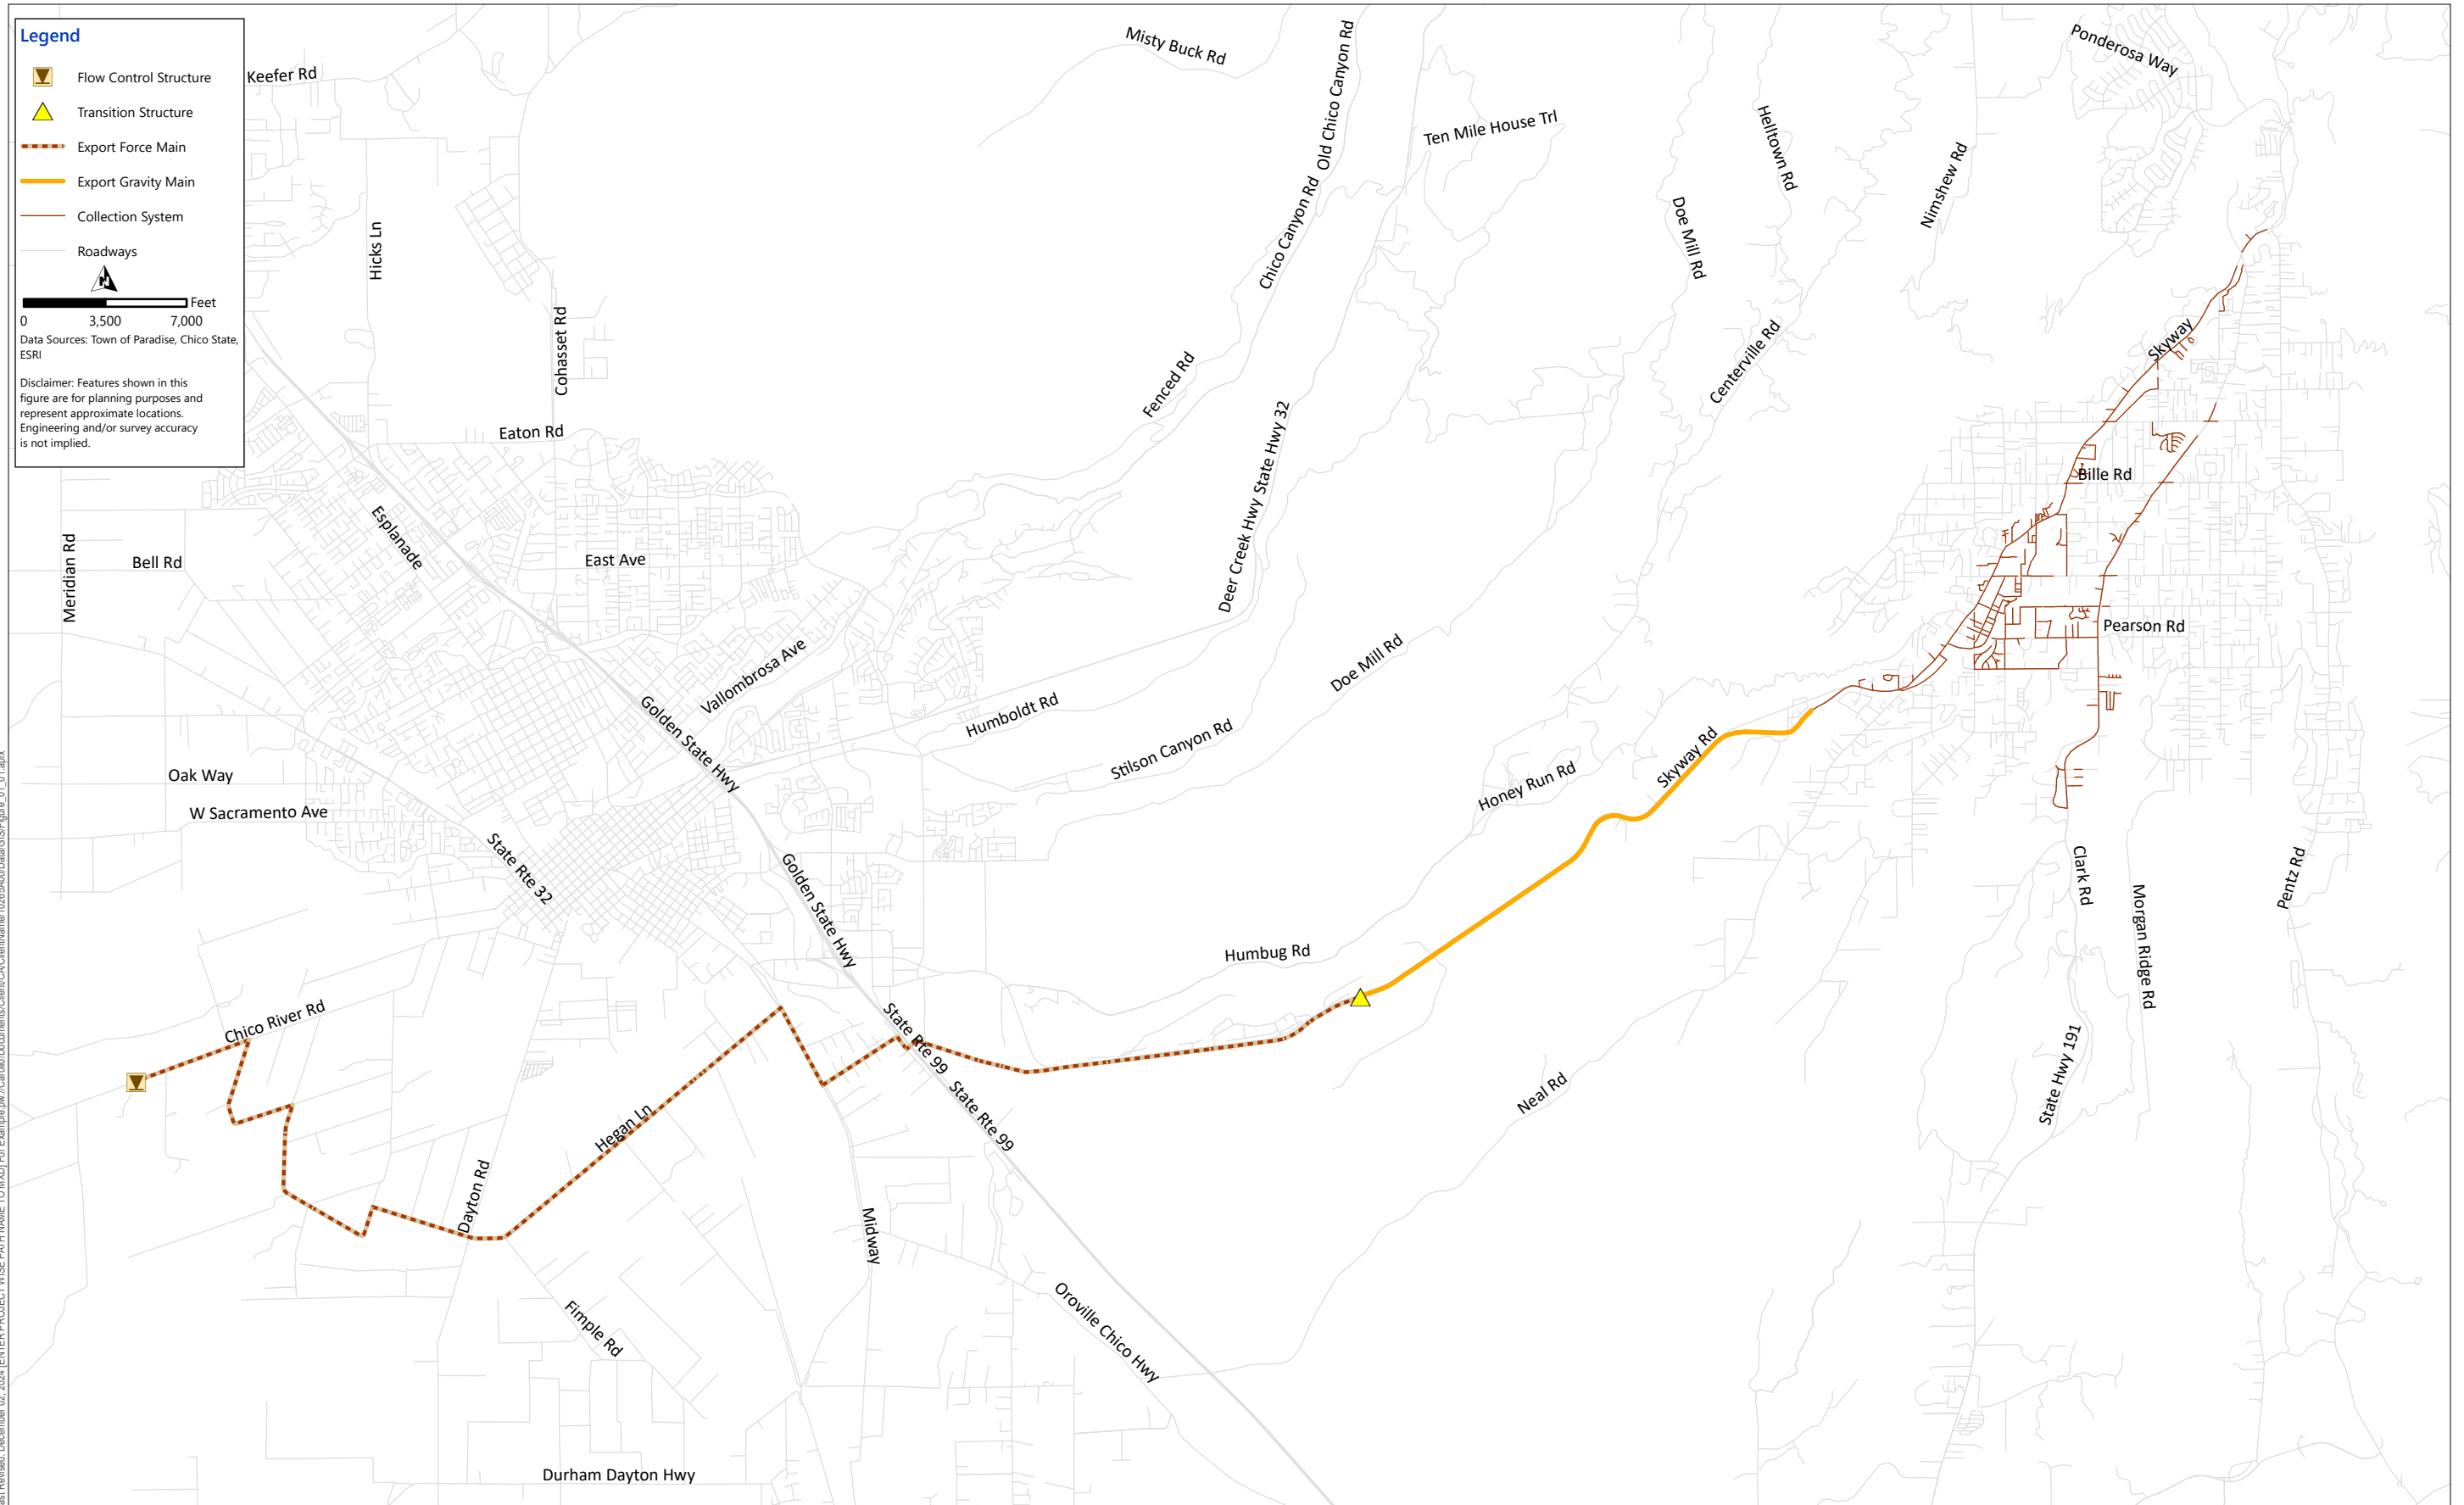 Legend
Flow Control Structure
Transition Structure
Export Force Main
Export Gravity Main
Collection System
Roadways
N
Feet
0 3,500 7,000
Data Sources: Town of Paradise, Chico State,
ESRI
Disclaimer: Features shown in this
figure are for planning purposes and
represent approximate locations.
Engineering and/or survey accuracy
is not implied.
Keefer Rd
Misty Buck Rd
Old Chico Canyon Rd
Ponderosa Way
Ten Mile House Trl
Helltown Rd
Nimshew Rd
Chico Canyon Rd
Doe Mill Rd
Hicks Ln
Cohasset Rd
Skyway
Centerville Rd
Fenced Rd
Eaton Rd
Deer Creek Hwy State Hwy 32
Bille Rd
Esplanade
Meridian Rd
Bell Rd
East Ave
Pearson Rd
Vallombrosa Ave
Doe Mill Rd
Golden State Hwy
Humboldt Rd
Stilson Canyon Rd
Skyway Rd
Honey Run Rd
Oak Way
W Sacramento Ave
State Rte 32
Golden State Hwy
Clark Rd
Morgan Ridge Rd
Pentz Rd
Humbug Rd
Chico River Rd
State Rte 99
State Rte 99
Neal Rd
State Hwy 191
Hegan Ln
Dayton Rd
Midway
Fimple Rd
Oroville Chico Hwy
Durham Dayton Hwy